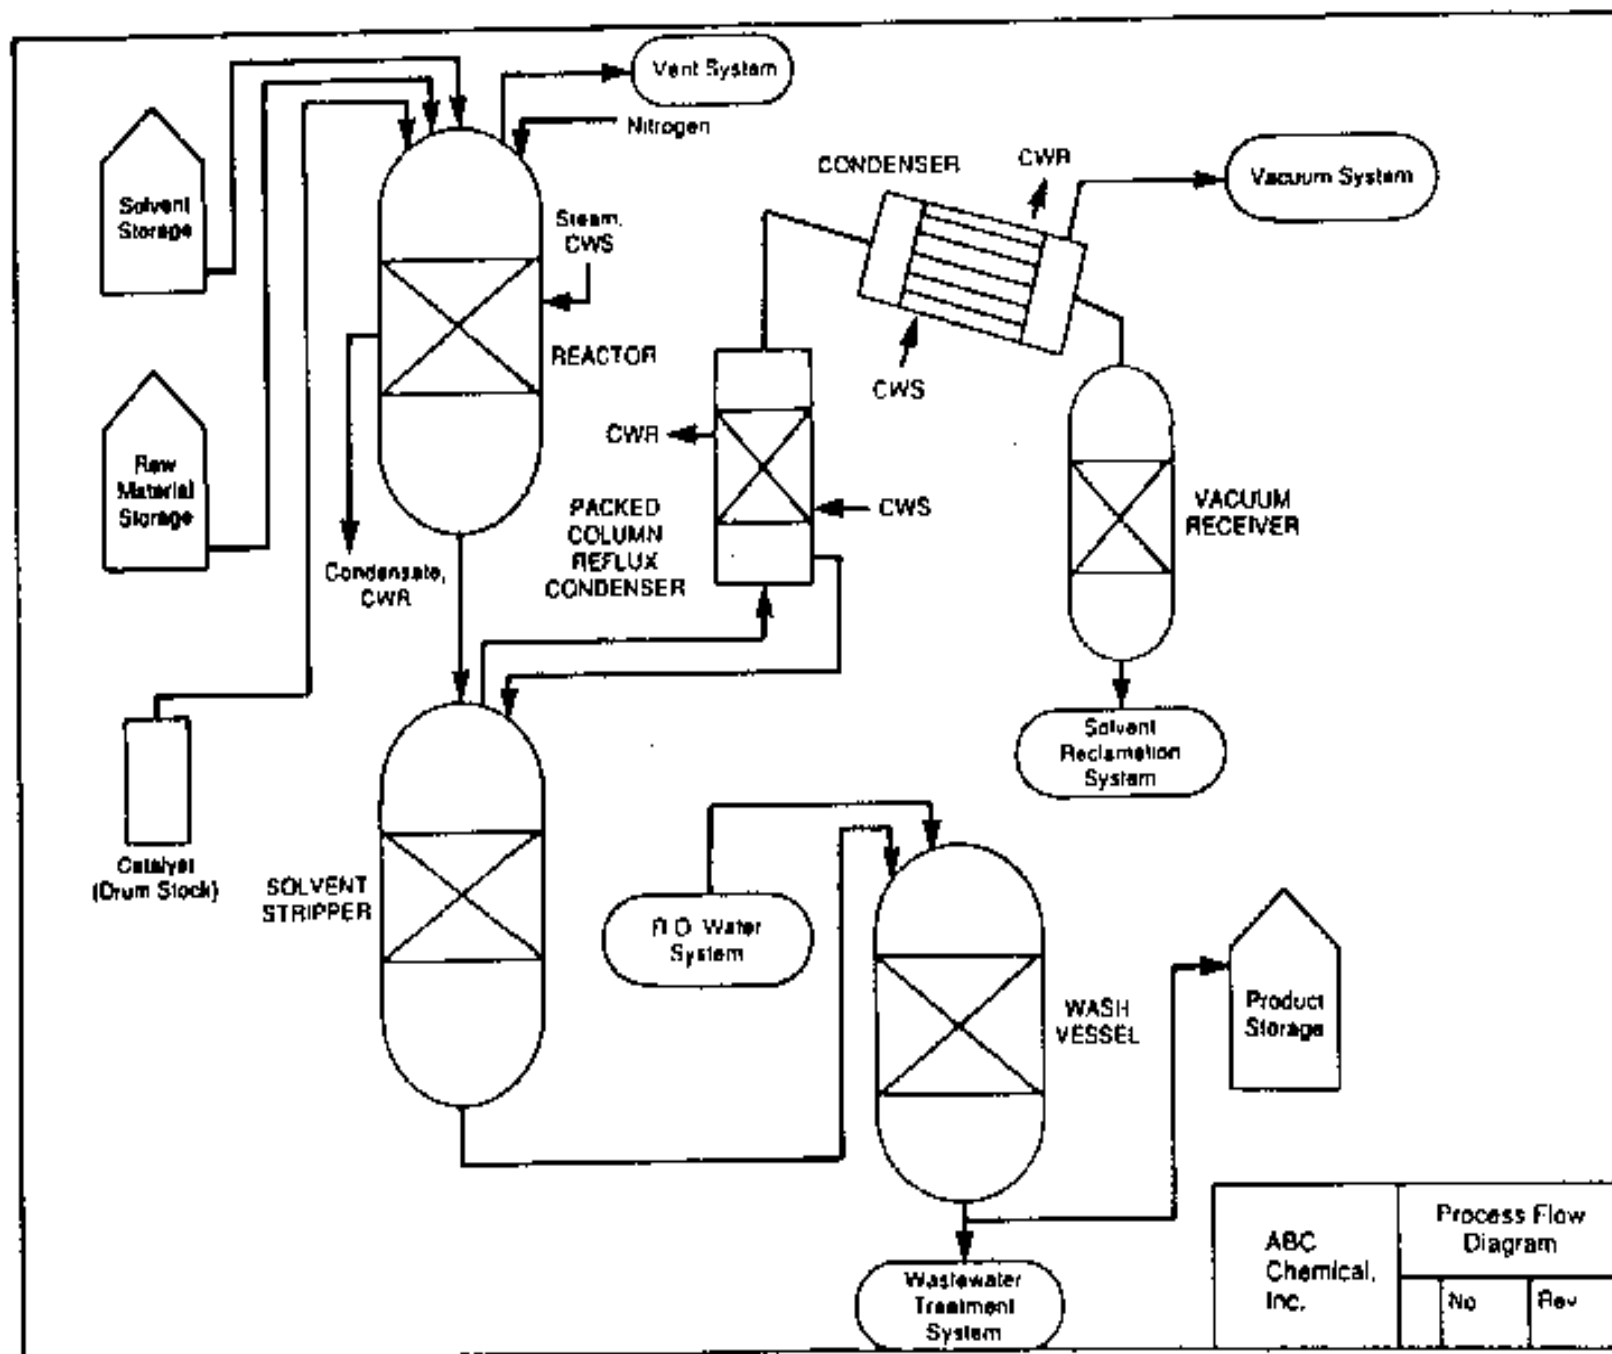 Vent System
Nitrogen
Solvent
Storage
Steam,
CWS
REACTOR
Raw
Material
Storage
Condensate,
CWR
Catalyst
(Drum Stock)
CONDENSER
CWR
Vacuum System
CWS
CWR
CWS
PACKED
COLUMN
REFLUX
CONDENSER
VACUUM
RECEIVER
Solvent
Reclamation
System
SOLVENT
STRIPPER
R.O. Water
System
WASH
VESSEL
Product
Storage
Wastewater
Treatment
System
ABC
Chemical,
Inc.
Process Flow
Diagram
No
Rev